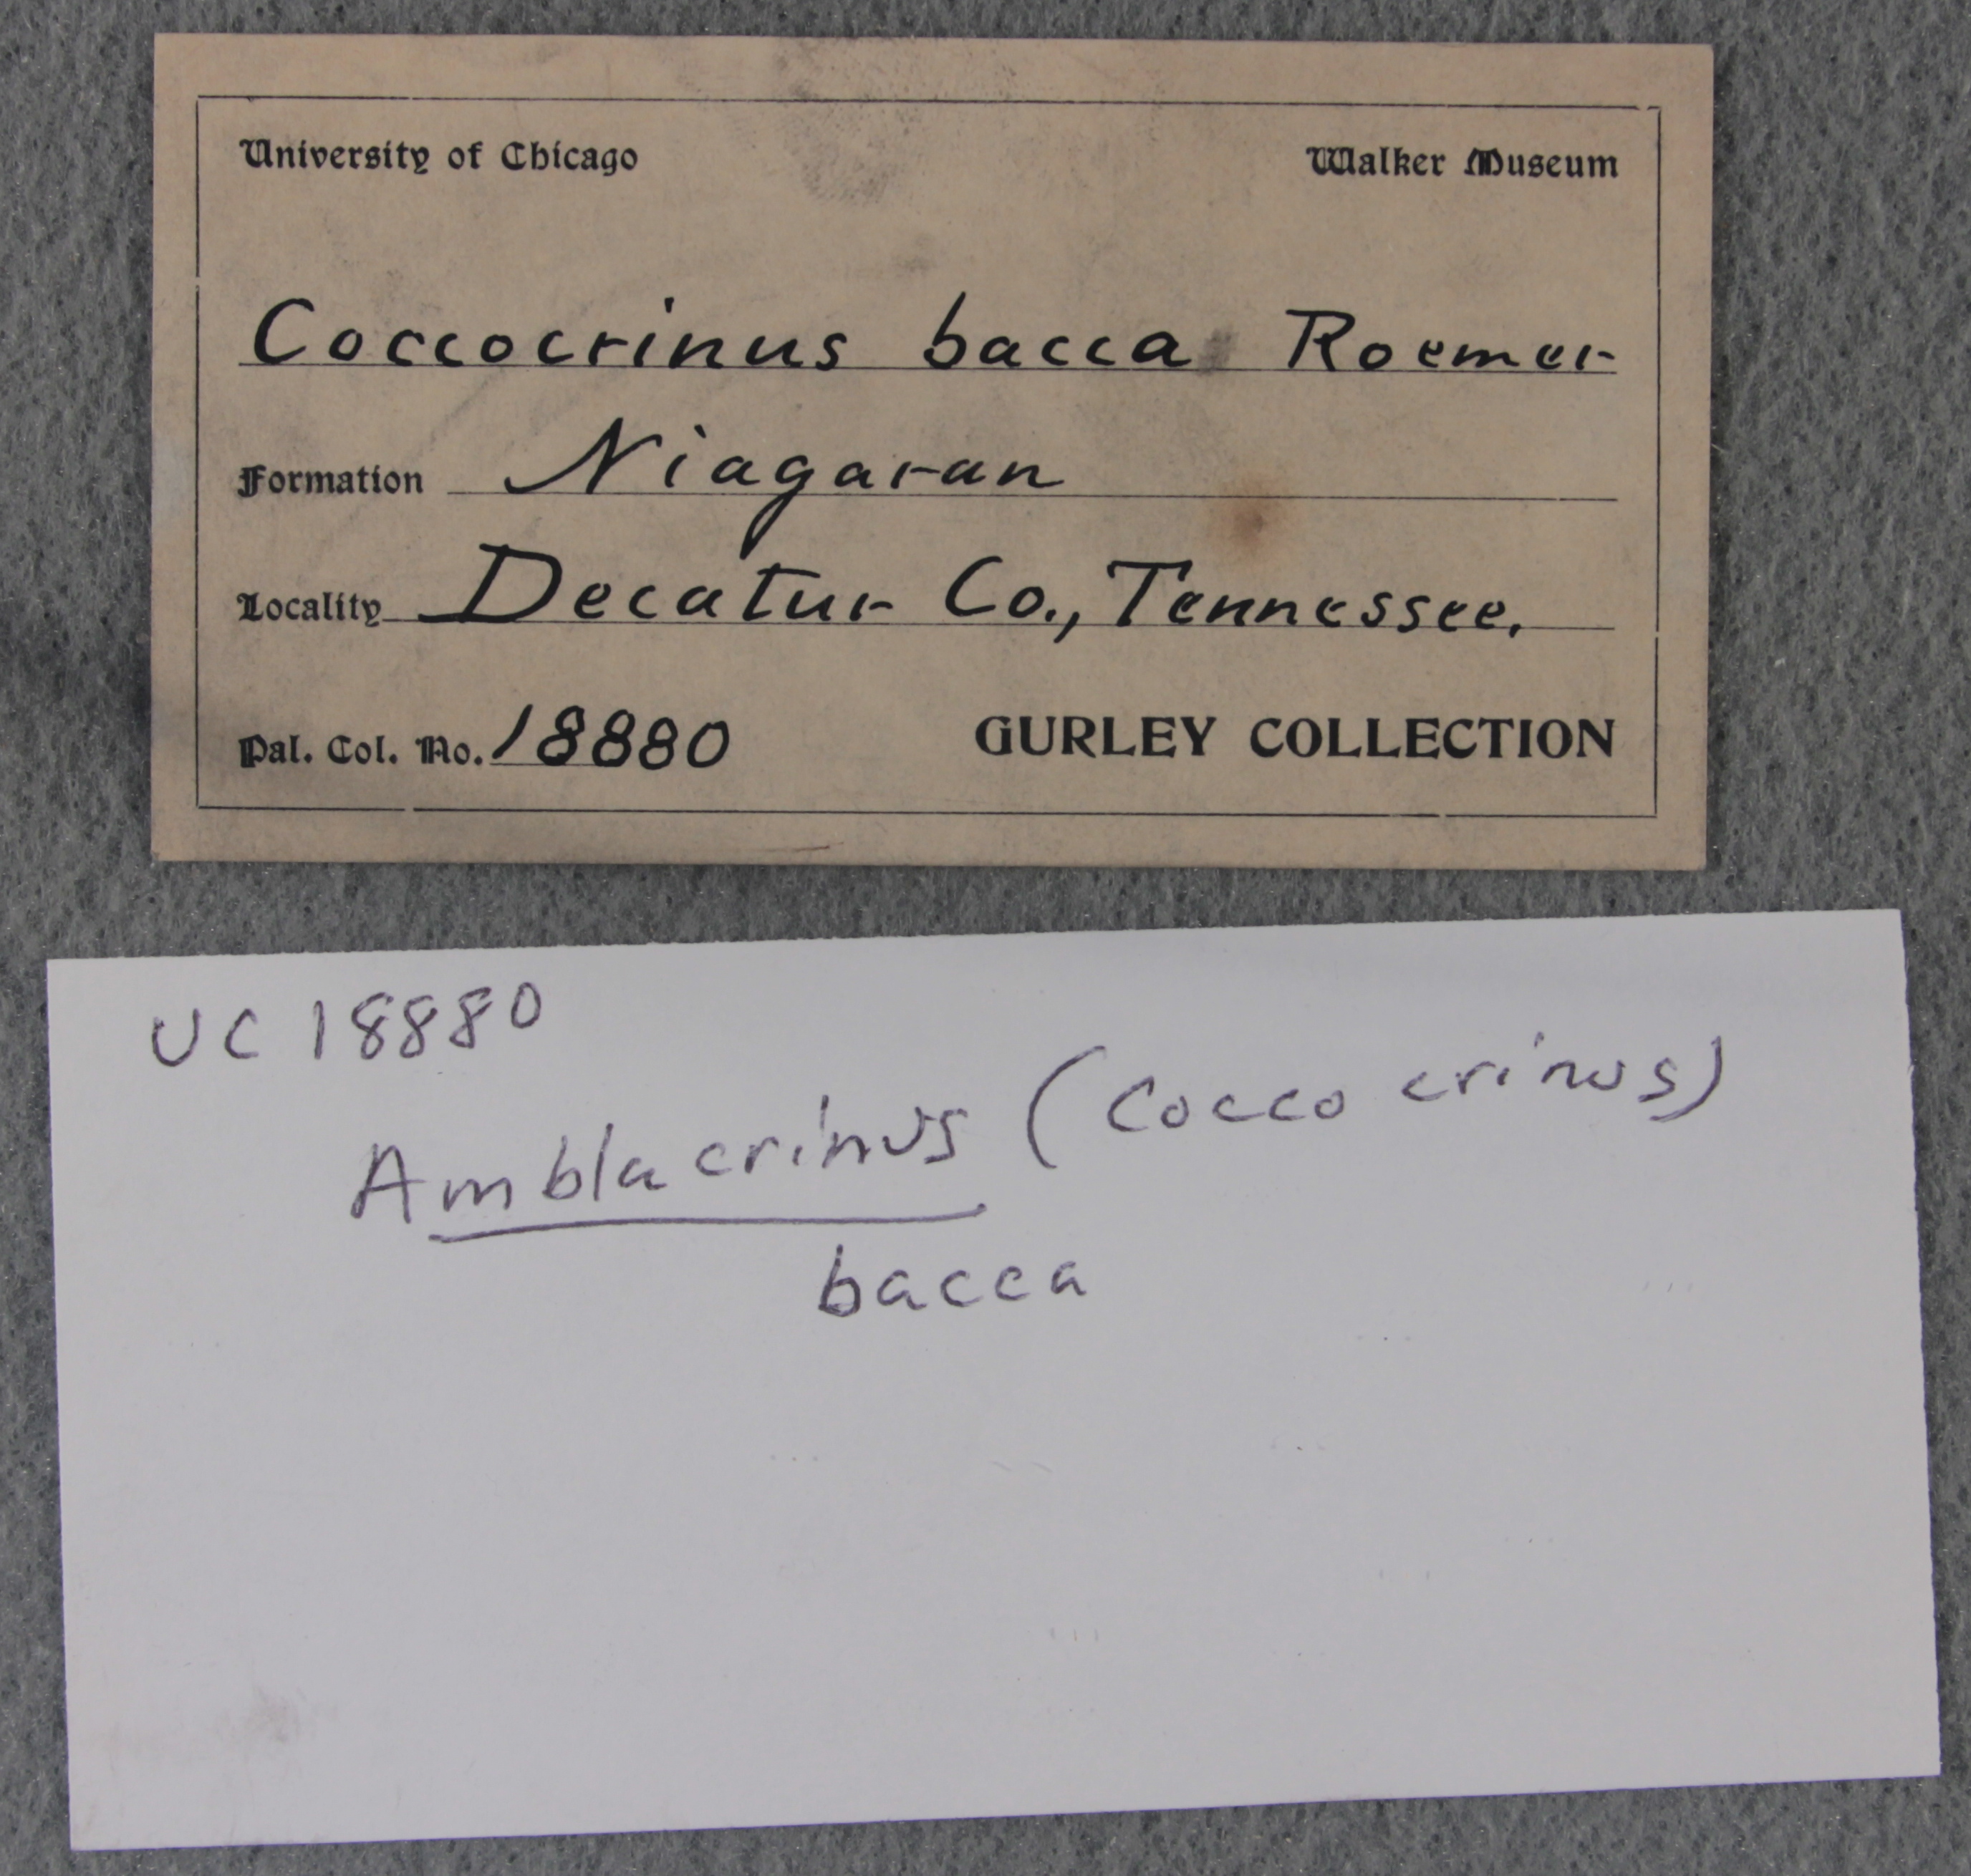 University of Chicago Walker Museum
Coccocrinus bacca Roemer
Formation Niagaran
Locality Decatur Co., Tennessee.
Pal. Col. No. 18880 GURLEY COLLECTION
UC 18880
Amblacrinus (Coccocrinus)
bacca